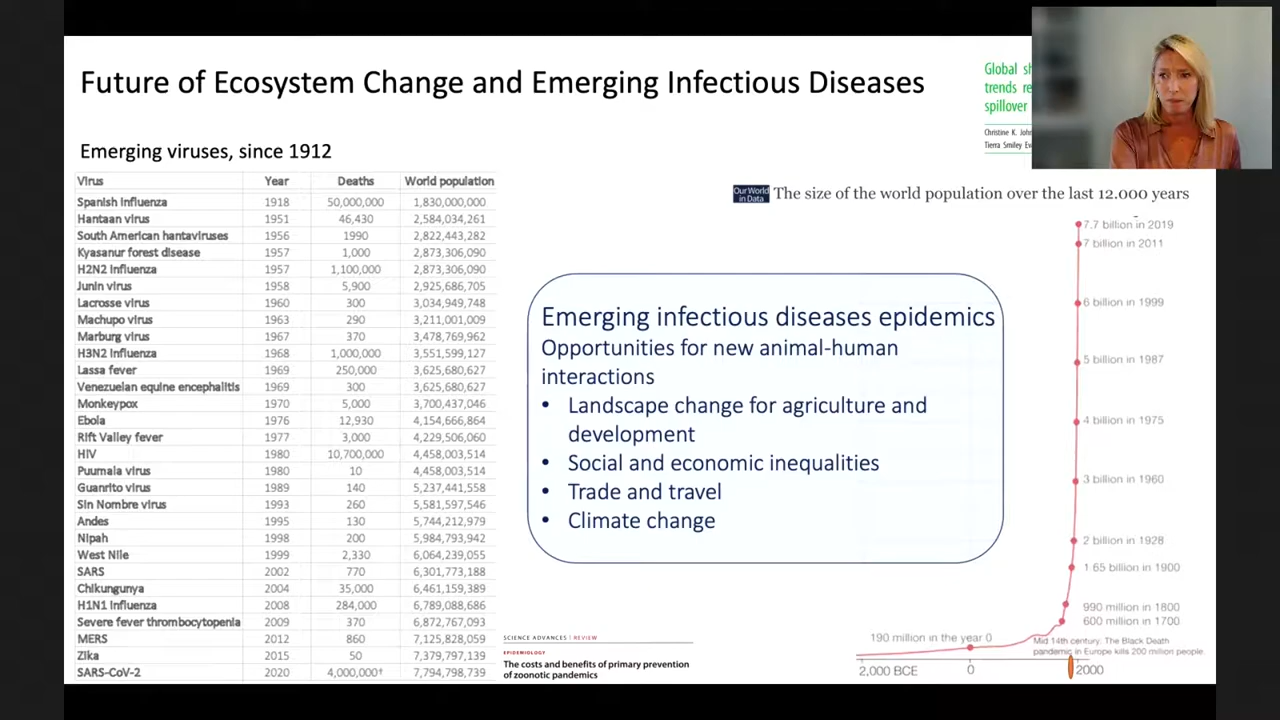 Future of Ecosystem Change and Emerging Infectious Diseases
Global
trends
spillover
Christine K.
Tierra Smiley
Emerging viruses, since 1912
Virus Year Deaths World population
Spanish Influenza 1918 50,000,000 1,830,000,000
Hantaan virus 1951 46,430 2,584,034,261
South American hantaviruses 1956 1990 2,822,443,282
Kyasanur forest disease 1957 1,000 2,873,306,090
H2N2 Influenza 1957 1,100,000 2,873,306,090
Junin virus 1958 5,900 2,925,686,705
Lacrosse virus 1960 300 3,034,949,748
Machupo virus 1963 290 3,211,001,009
Marburg virus 1967 370 3,478,769,962
H3N2 Influenza 1968 1,000,000 3,551,599,127
Lassa fever 1969 250,000 3,625,680,627
Venezuelan equine encephalitis 1969 300 3,625,680,627
Monkeypox 1970 5,000 3,700,437,046
Ebola 1976 12,930 4,154,666,864
Rift Valley fever 1977 3,000 4,229,506,060
HIV 1980 10,700,000 4,458,003,514
Puumala virus 1980 10 4,458,003,514
Guanrito virus 1989 140 5,237,441,558
Sin Nombre virus 1993 260 5,581,597,546
Andes 1995 130 5,744,212,979
Nipah 1998 200 5,984,793,942
West Nile 1999 2,330 6,064,239,055
SARS 2002 770 6,301,773,188
Chikungunya 2004 35,000 6,461,159,389
H1N1 Influenza 2008 284,000 6,789,088,686
Severe fever thrombocytopenia 2009 370 6,872,767,093
MERS 2012 860 7,125,828,059
Zika 2015 50 7,379,797,139
SARS-CoV-2 2020 4,000,000† 7,794,798,739
Emerging infectious diseases epidemics
Opportunities for new animal-human
interactions
• Landscape change for agriculture and
development
• Social and economic inequalities
• Trade and travel
• Climate change
SCIENCE ADVANCES | REVIEW
EPIDEMIOLOGY
The costs and benefits of primary prevention
of zoonotic pandemics
Our World
in Data
The size of the world population over the last 12.000 years
7.7 billion in 2019
7 billion in 2011
6 billion in 1999
5 billion in 1987
4 billion in 1975
3 billion in 1960
2 billion in 1928
1 65 billion in 1900
990 million in 1800
600 million in 1700
190 million in the year 0
Mid 14th century. The Black Death
pandemic in Europe kills 200 million people.
2,000 BCE
0
2000